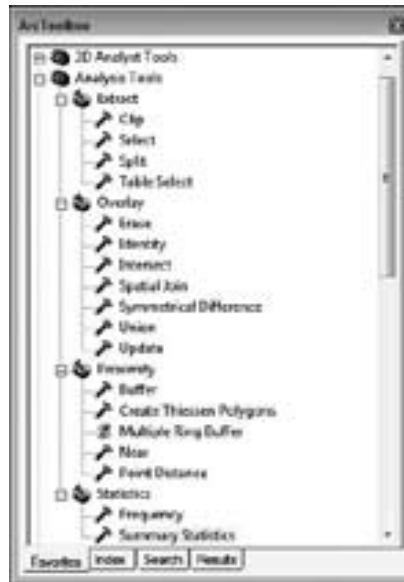 ArcToolbox
3D Analyst Tools
Analysis Tools
Extract
Clip
Select
Split
Table Select
Overlay
Erase
Identity
Intersect
Spatial Join
Symmetrical Difference
Union
Update
Proximity
Buffer
Create Thiessen Polygons
Multiple Ring Buffer
Near
Point Distance
Statistics
Frequency
Summary Statistics
Favorites Index Search Results